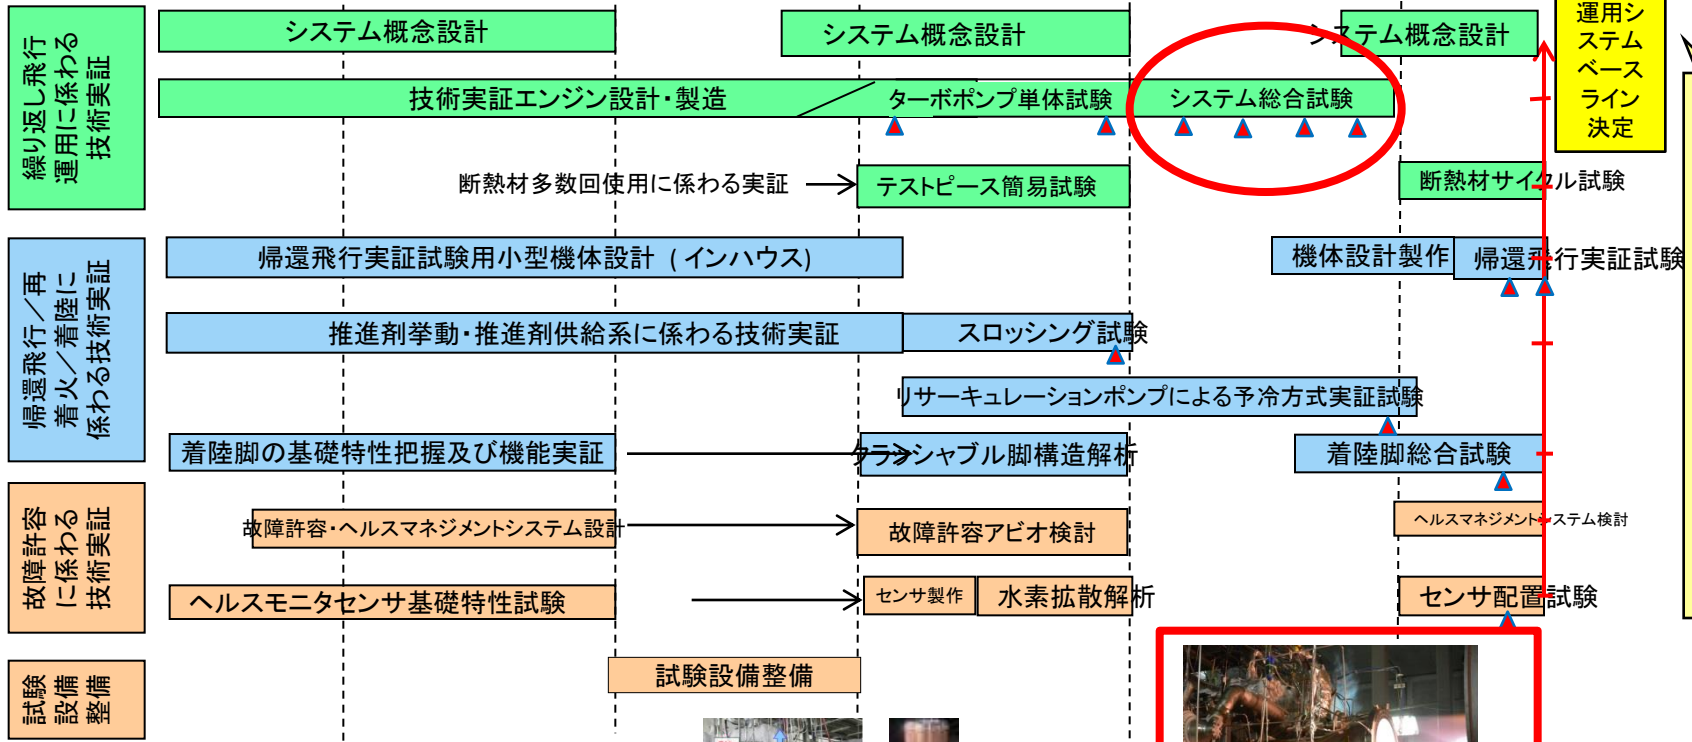 繰り返し飛行
運用に係わる
技術実証
システム概念設計
システム概念設計
システム概念設計
運用シ
ステム
ベース
ライン
決定
技術実証エンジン設計・製造
ターボポンプ単体試験
システム総合試験
断熱材多数回使用に係わる実証
テストピース簡易試験
断熱材サイクル試験
帰還飛行／再
着火／着陸に
係わる技術実証
帰還飛行実証試験用小型機体設計 (インハウス)
機体設計製作
帰還飛行実証試験
推進剤挙動・推進剤供給系に係わる技術実証
スロッシング試験
リサーキュレーションポンプによる予冷方式実証試験
着陸脚の基礎特性把握及び機能実証
クラッシャブル脚構造解析
着陸脚総合試験
故障許容
に係わる
技術実証
故障許容・ヘルスマネジメントシステム設計
故障許容アビオ検討
ヘルスマネジメントシステム検討
ヘルスモニタセンサ基礎特性試験
センサ製作
水素拡散解析
センサ配置試験
試験
設備
整備
試験設備整備